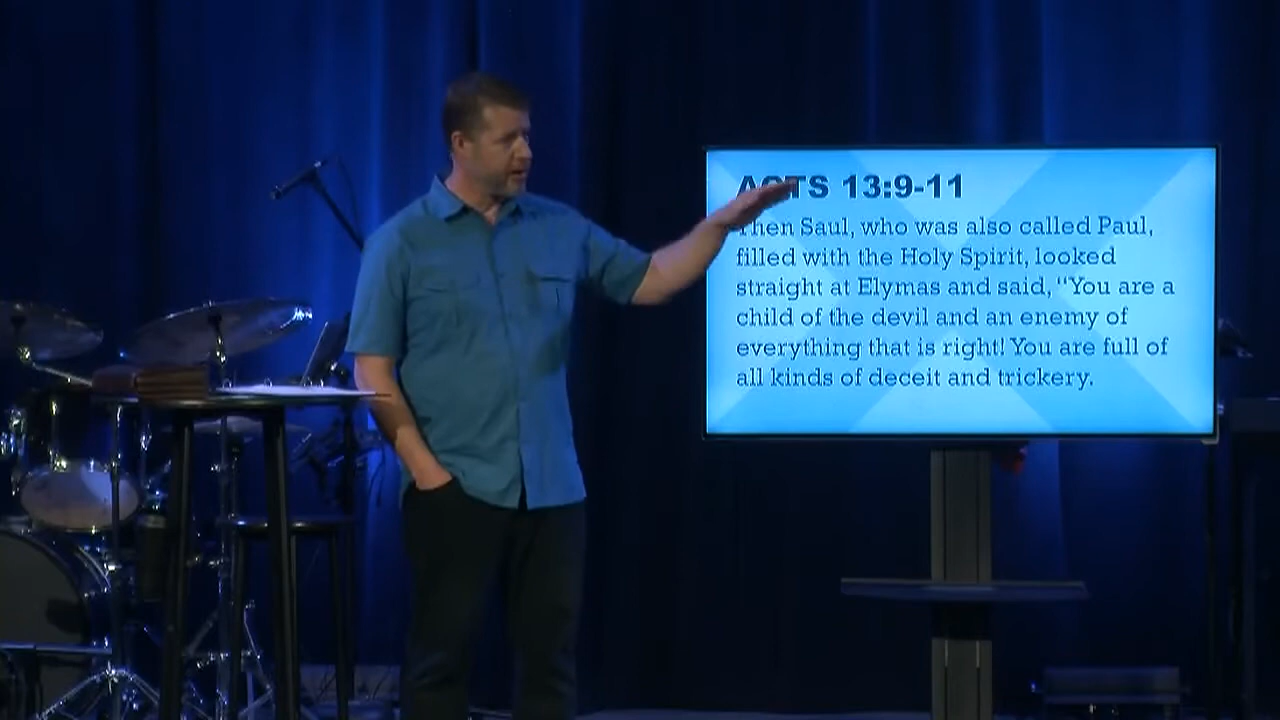 ACTS 13:9-11
Then Saul, who was also called Paul,
filled with the Holy Spirit, looked
straight at Elymas and said, “You are a
child of the devil and an enemy of
everything that is right! You are full of
all kinds of deceit and trickery.